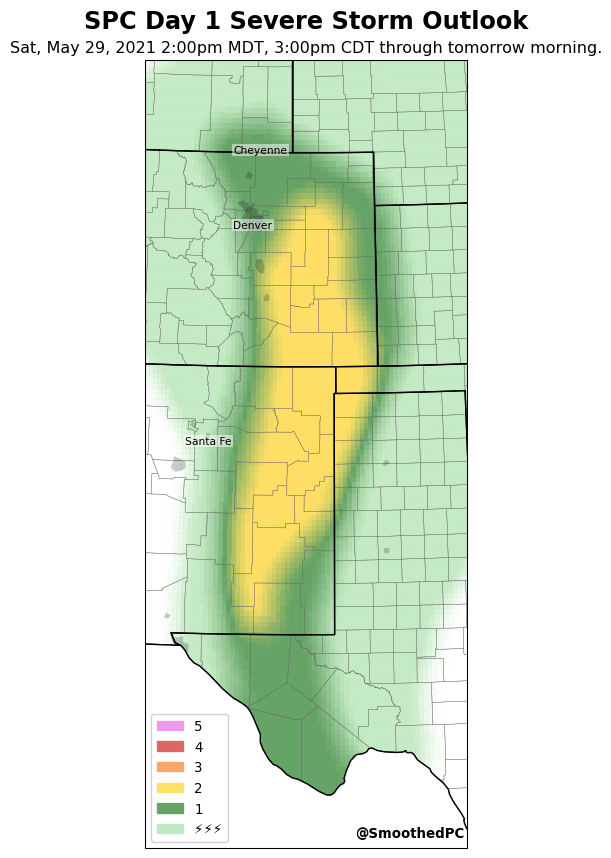 SPC Day 1 Severe Storm Outlook
Sat, May 29, 2021 2:00pm MDT, 3:00pm CDT through tomorrow morning.
Cheyenne
Denver
Santa Fe
5
4
3
2
1
⚡⚡⚡
@SmoothedPC